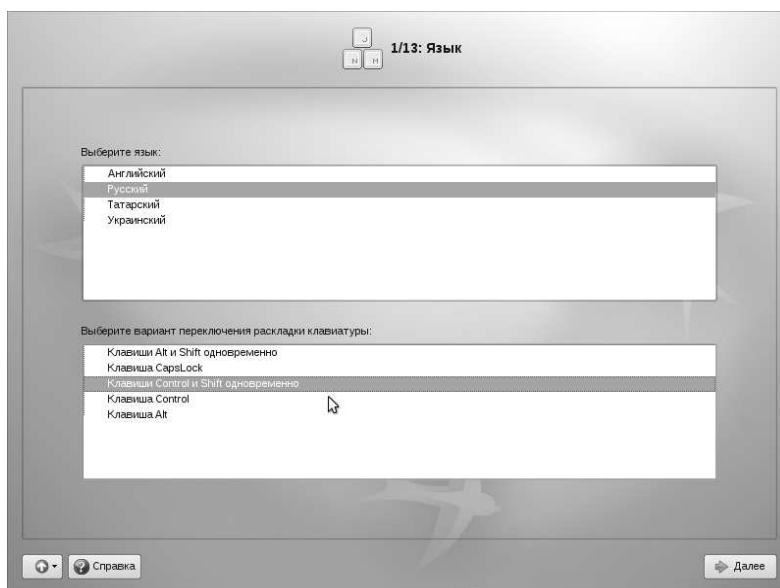 J
N H
1/13: Язык
Выберите язык:
Английский
Русский
Татарский
Украинский
Выберите вариант переключения раскладки клавиатуры:
Клавиши Alt и Shift одновременно
Клавиша CapsLock
Клавиши Control и Shift одновременно
Клавиша Control
Клавиша Alt
Справка
Далее